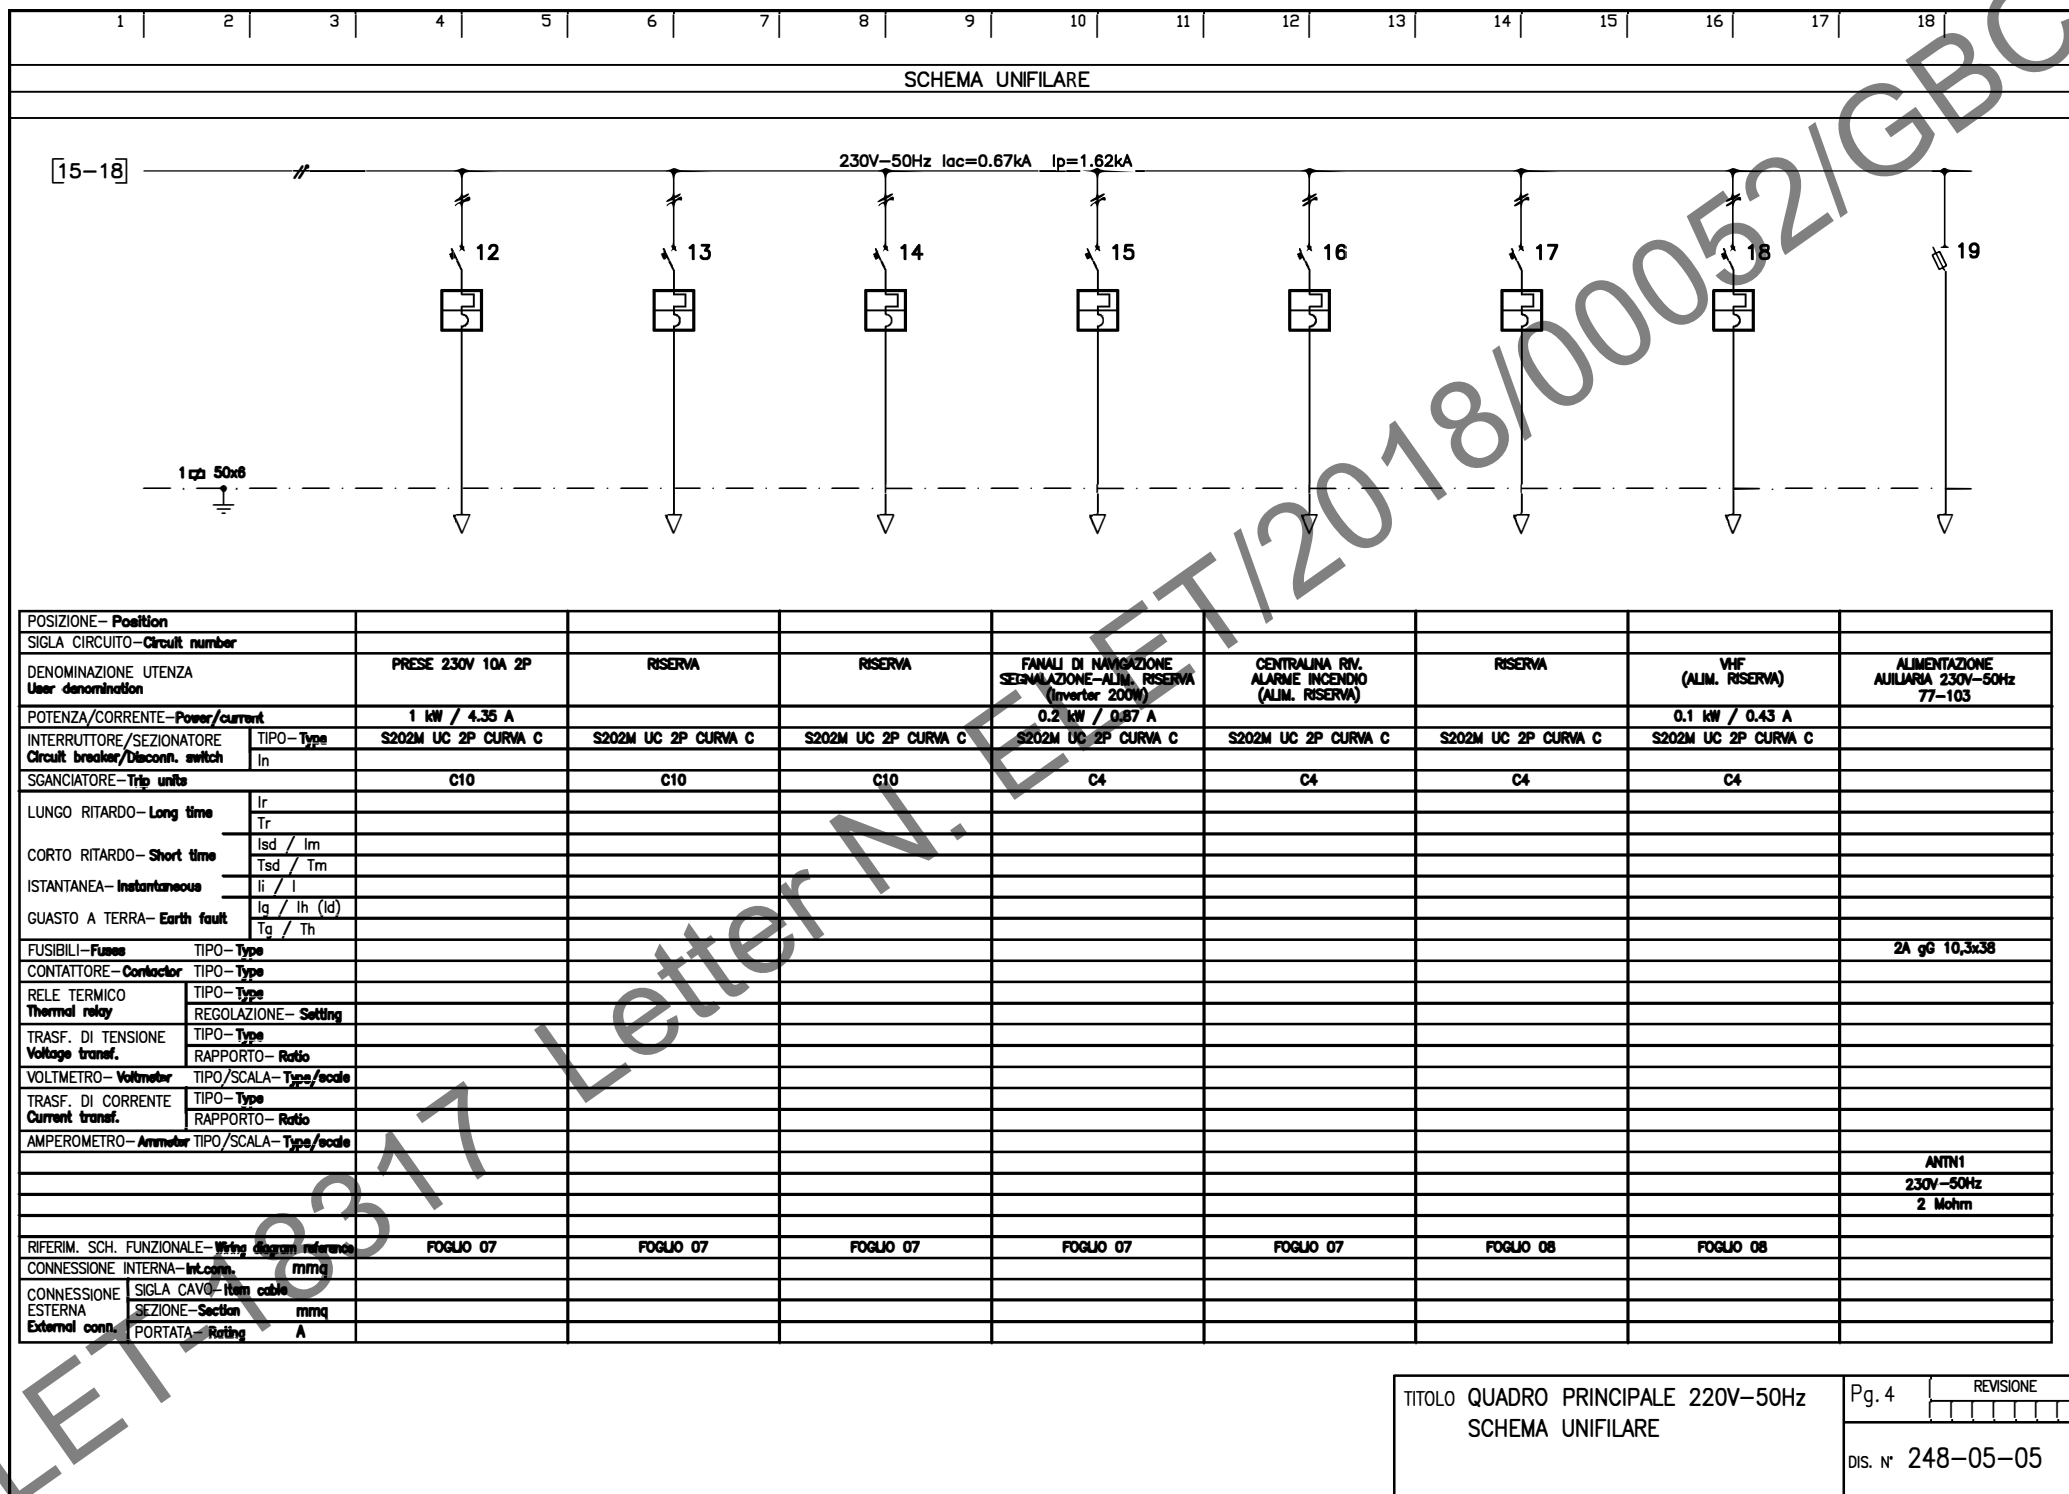 1 2 3 4 5 6 7 8 9 10 11 12 13 14 15 16 17 18
SCHEMA UNIFILARE
[15-18]
230V-50Hz Iac=0.67kA Ip=1.62kA
12 13 14 15 16 17 18 19
1 50x6
POSIZIONE-Position
SIGLA CIRCUITO-Circuit number
DENOMINAZIONE UTENZA
User denomination
PRESE 230V 10A 2P
RISERVA
RISERVA
FANALI DI NAVIGAZIONE
SEGNALAZIONE-ALIM. RISERVA
(Inverter 200W)
CENTRALINA RIV.
ALARME INCENDIO
(ALIM. RISERVA)
RISERVA
VHF
(ALIM. RISERVA)
ALIMENTAZIONE
AUILIARIA 230V-50Hz
77-103
POTENZA/CORRENTE-Power/current 1 kW / 4.35 A 0.2 kW / 0.87 A 0.1 kW / 0.43 A
INTERRUTTORE/SEZIONATORE
Circuit breaker/Disconn. switch
TIPO-Type S202M UC 2P CURVA C S202M UC 2P CURVA C S202M UC 2P CURVA C S202M UC 2P CURVA C S202M UC 2P CURVA C S202M UC 2P CURVA C S202M UC 2P CURVA C
In
SGANCIATORE-Trip units C10 C10 C10 C4 C4 C4 C4
LUNGO RITARDO-Long time
Ir
Tr
CORTO RITARDO-Short time
Isd / Im
Tsd / Tm
ISTANTANEA-Instantaneous Ii / I
GUASTO A TERRA-Earth fault
Ig / Ih (Id)
Tg / Th
FUSIBILI-Fuses TIPO-Type 2A gG 10,3x38
CONTATTORE-Contactor TIPO-Type
RELE TERMICO
Thermal relay
TIPO-Type
REGOLAZIONE-Setting
TRASF. DI TENSIONE
Voltage transf.
TIPO-Type
RAPPORTO-Ratio
VOLTMETRO-Voltmeter TIPO/SCALA-Type/scale
TRASF. DI CORRENTE
Current transf.
TIPO-Type
RAPPORTO-Ratio
AMPEROMETRO-Ammeter TIPO/SCALA-Type/scale
ANTN1
230V-50Hz
2 Mohm
RIFERIM. SCH. FUNZIONALE-Wiring diagram reference FOGLIO 07 FOGLIO 07 FOGLIO 07 FOGLIO 07 FOGLIO 07 FOGLIO 08 FOGLIO 08
CONNESSIONE INTERNA-Int.conn. mmq
CONNESSIONE
ESTERNA
External conn.
SIGLA CAVO-Item cable
SEZIONE-Section mmq
PORTATA-Rating A
TITOLO QUADRO PRINCIPALE 220V-50Hz
SCHEMA UNIFILARE
Pg. 4
REVISIONE
DIS. N° 248-05-05
LET-18317 Letter N. ELET/2018/00052/GBC